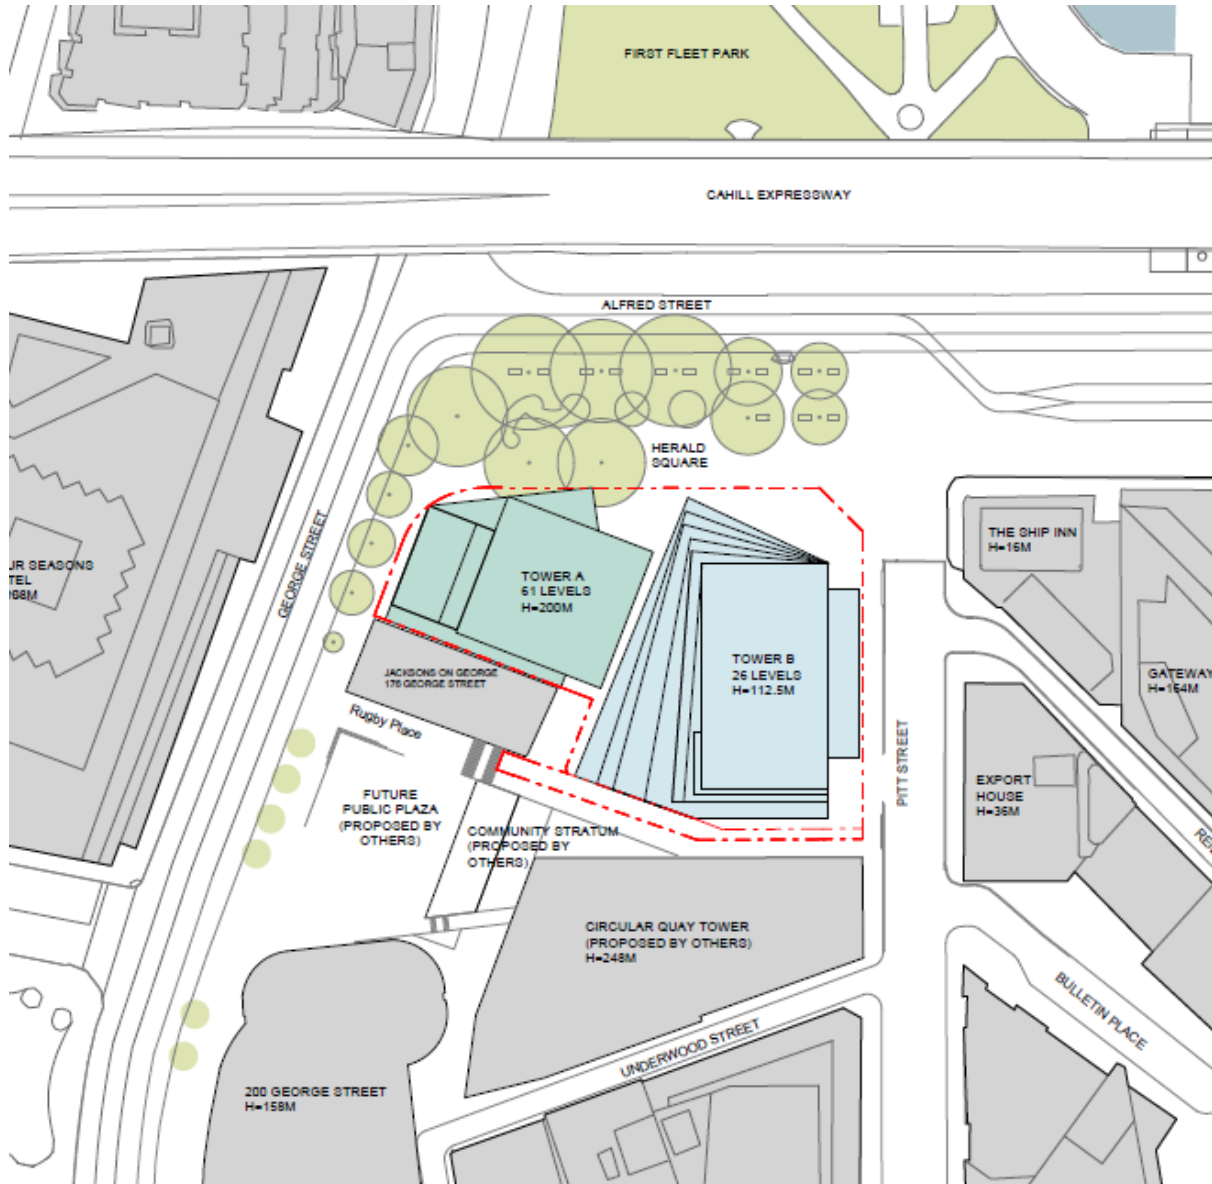 FIRST FLEET PARK
CAHILL EXPRESSWAY
ALFRED STREET
HERALD
SQUARE
GEORGE STREET
UR SEASONS
TEL
THE SHIP INN
H=16M
TOWER A
61 LEVELS
H=200M
TOWER B
26 LEVELS
H=112.5M
JACKSONS ON GEORGE
176 GEORGE STREET
GATEWAY
H=164M
Rugby Place
PITT STREET
EXPORT
HOUSE
H=36M
FUTURE
PUBLIC PLAZA
(PROPOSED BY
OTHERS)
COMMUNITY STRATUM
(PROPOSED BY
OTHERS)
CIRCULAR QUAY TOWER
(PROPOSED BY OTHERS)
H=248M
BULLETIN PLACE
UNDERWOOD STREET
200 GEORGE STREET
H=158M